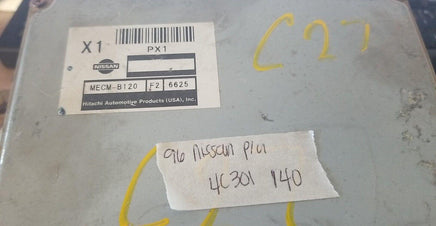 X1
PX1
NISSAN
MECM-B120 F2 6625
Hitachi Automotive Products (USA), Inc.
C27
96 nissan P/U
4C301 140